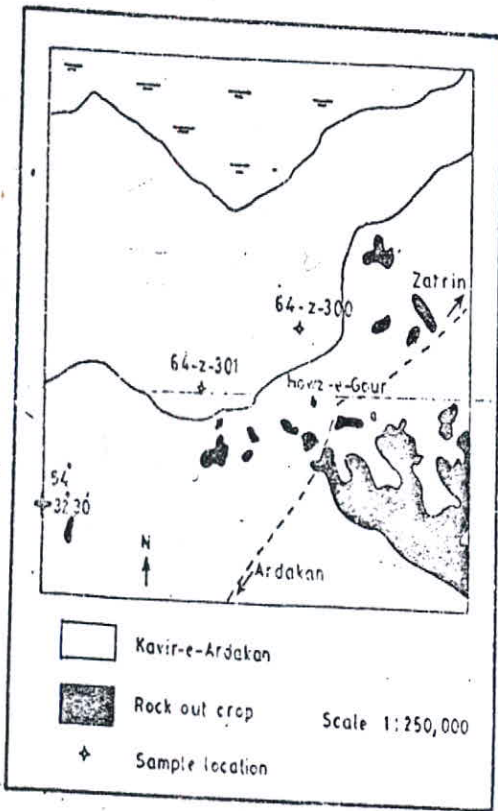 Zatrin
64-z-300
64-z-301
Howz-e-Gour
54°
32°30'
N
Ardakan
Kavir-e-Ardakan
Rock out crop
Scale 1:250,000
Sample location